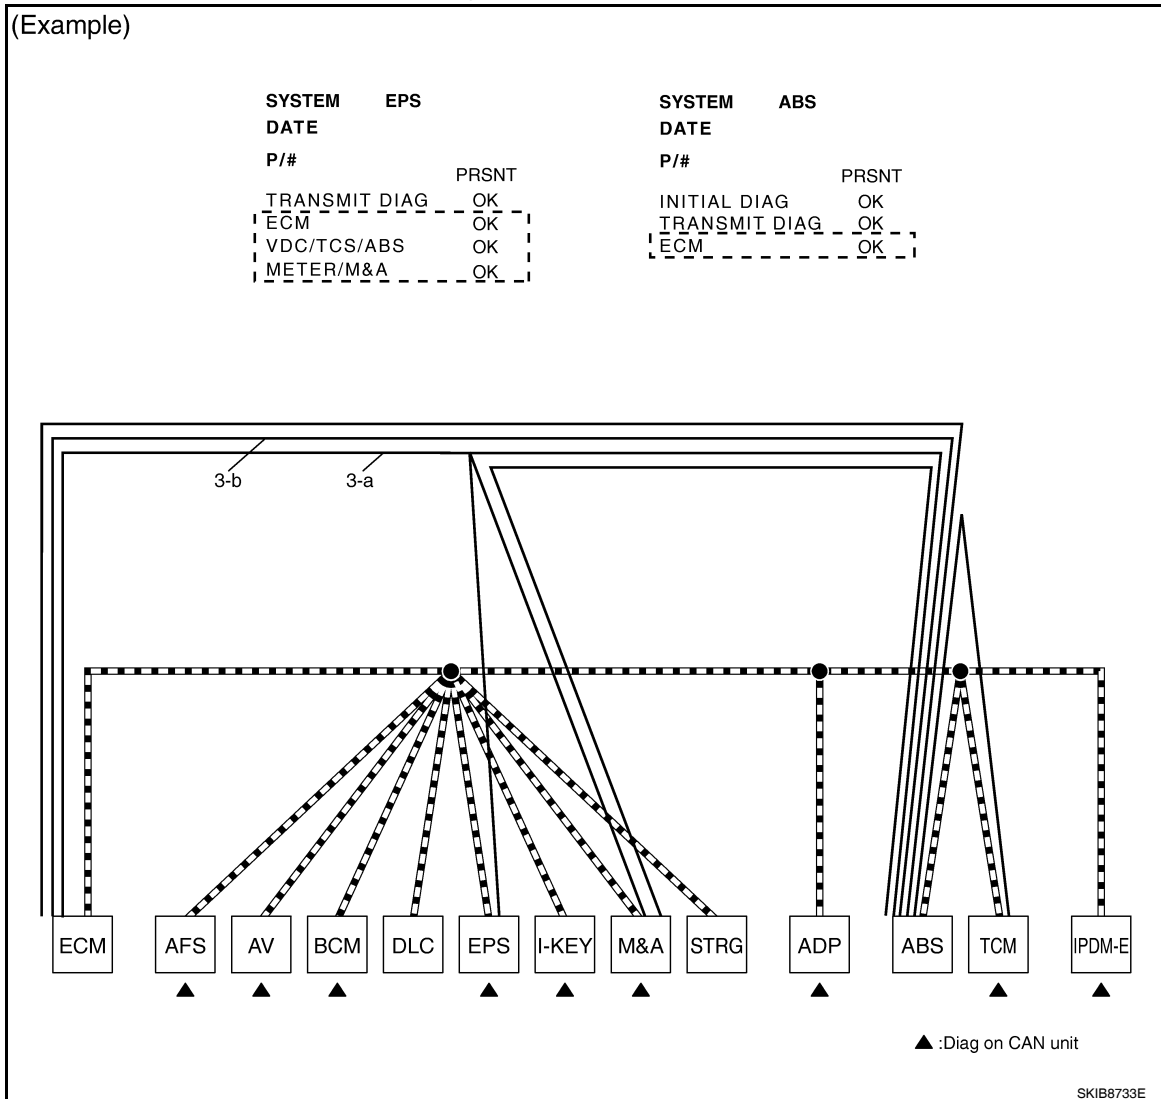 (Example)
SYSTEM EPS
DATE
P/#
PRSNT
TRANSMIT DIAG OK
ECM OK
VDC/TCS/ABS OK
METER/M&A OK
SYSTEM ABS
DATE
P/#
PRSNT
INITIAL DIAG OK
TRANSMIT DIAG OK
ECM OK
3-b 3-a
ECM AFS AV BCM DLC EPS I-KEY M&A STRG ADP ABS TCM IPDM-E
▲ :Diag on CAN unit
SKIB8733E